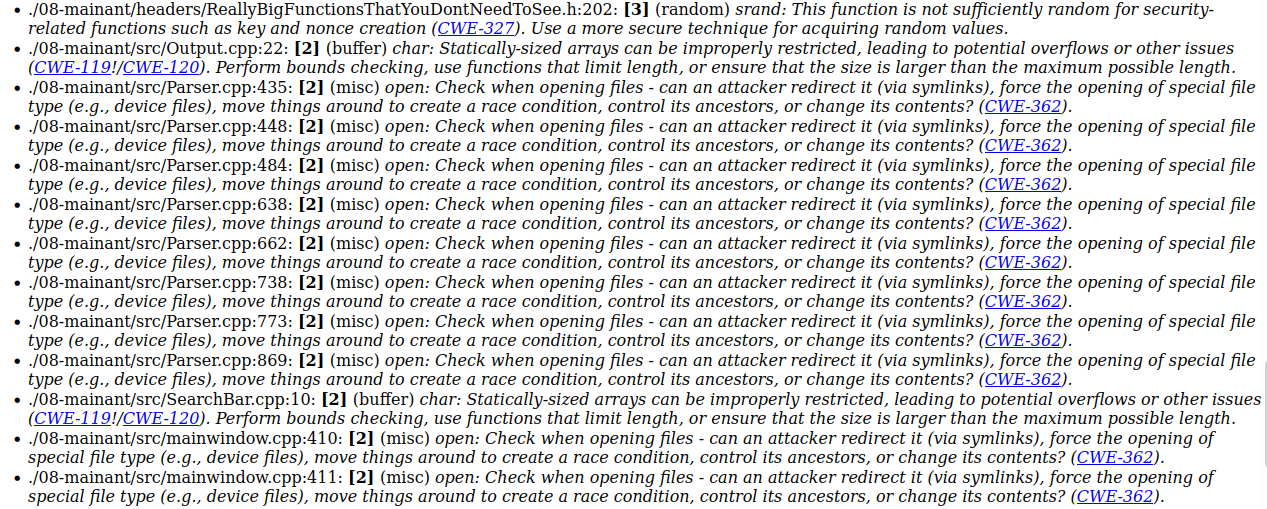 • ./08-mainant/headers/ReallyBigFunctionsThatYouDontNeedToSee.h:202: [3] (random) srand: This function is not sufficiently random for security-
related functions such as key and nonce creation (CWE-327). Use a more secure technique for acquiring random values.
• ./08-mainant/src/Output.cpp:22: [2] (buffer) char: Statically-sized arrays can be improperly restricted, leading to potential overflows or other issues
(CWE-119!/CWE-120). Perform bounds checking, use functions that limit length, or ensure that the size is larger than the maximum possible length.
• ./08-mainant/src/Parser.cpp:435: [2] (misc) open: Check when opening files - can an attacker redirect it (via symlinks), force the opening of special file
type (e.g., device files), move things around to create a race condition, control its ancestors, or change its contents? (CWE-362).
• ./08-mainant/src/Parser.cpp:448: [2] (misc) open: Check when opening files - can an attacker redirect it (via symlinks), force the opening of special file
type (e.g., device files), move things around to create a race condition, control its ancestors, or change its contents? (CWE-362).
• ./08-mainant/src/Parser.cpp:484: [2] (misc) open: Check when opening files - can an attacker redirect it (via symlinks), force the opening of special file
type (e.g., device files), move things around to create a race condition, control its ancestors, or change its contents? (CWE-362).
• ./08-mainant/src/Parser.cpp:638: [2] (misc) open: Check when opening files - can an attacker redirect it (via symlinks), force the opening of special file
type (e.g., device files), move things around to create a race condition, control its ancestors, or change its contents? (CWE-362).
• ./08-mainant/src/Parser.cpp:662: [2] (misc) open: Check when opening files - can an attacker redirect it (via symlinks), force the opening of special file
type (e.g., device files), move things around to create a race condition, control its ancestors, or change its contents? (CWE-362).
• ./08-mainant/src/Parser.cpp:738: [2] (misc) open: Check when opening files - can an attacker redirect it (via symlinks), force the opening of special file
type (e.g., device files), move things around to create a race condition, control its ancestors, or change its contents? (CWE-362).
• ./08-mainant/src/Parser.cpp:773: [2] (misc) open: Check when opening files - can an attacker redirect it (via symlinks), force the opening of special file
type (e.g., device files), move things around to create a race condition, control its ancestors, or change its contents? (CWE-362).
• ./08-mainant/src/Parser.cpp:869: [2] (misc) open: Check when opening files - can an attacker redirect it (via symlinks), force the opening of special file
type (e.g., device files), move things around to create a race condition, control its ancestors, or change its contents? (CWE-362).
• ./08-mainant/src/SearchBar.cpp:10: [2] (buffer) char: Statically-sized arrays can be improperly restricted, leading to potential overflows or other issues
(CWE-119!/CWE-120). Perform bounds checking, use functions that limit length, or ensure that the size is larger than the maximum possible length.
• ./08-mainant/src/mainwindow.cpp:410: [2] (misc) open: Check when opening files - can an attacker redirect it (via symlinks), force the opening of
special file type (e.g., device files), move things around to create a race condition, control its ancestors, or change its contents? (CWE-362).
• ./08-mainant/src/mainwindow.cpp:411: [2] (misc) open: Check when opening files - can an attacker redirect it (via symlinks), force the opening of
special file type (e.g., device files), move things around to create a race condition, control its ancestors, or change its contents? (CWE-362).